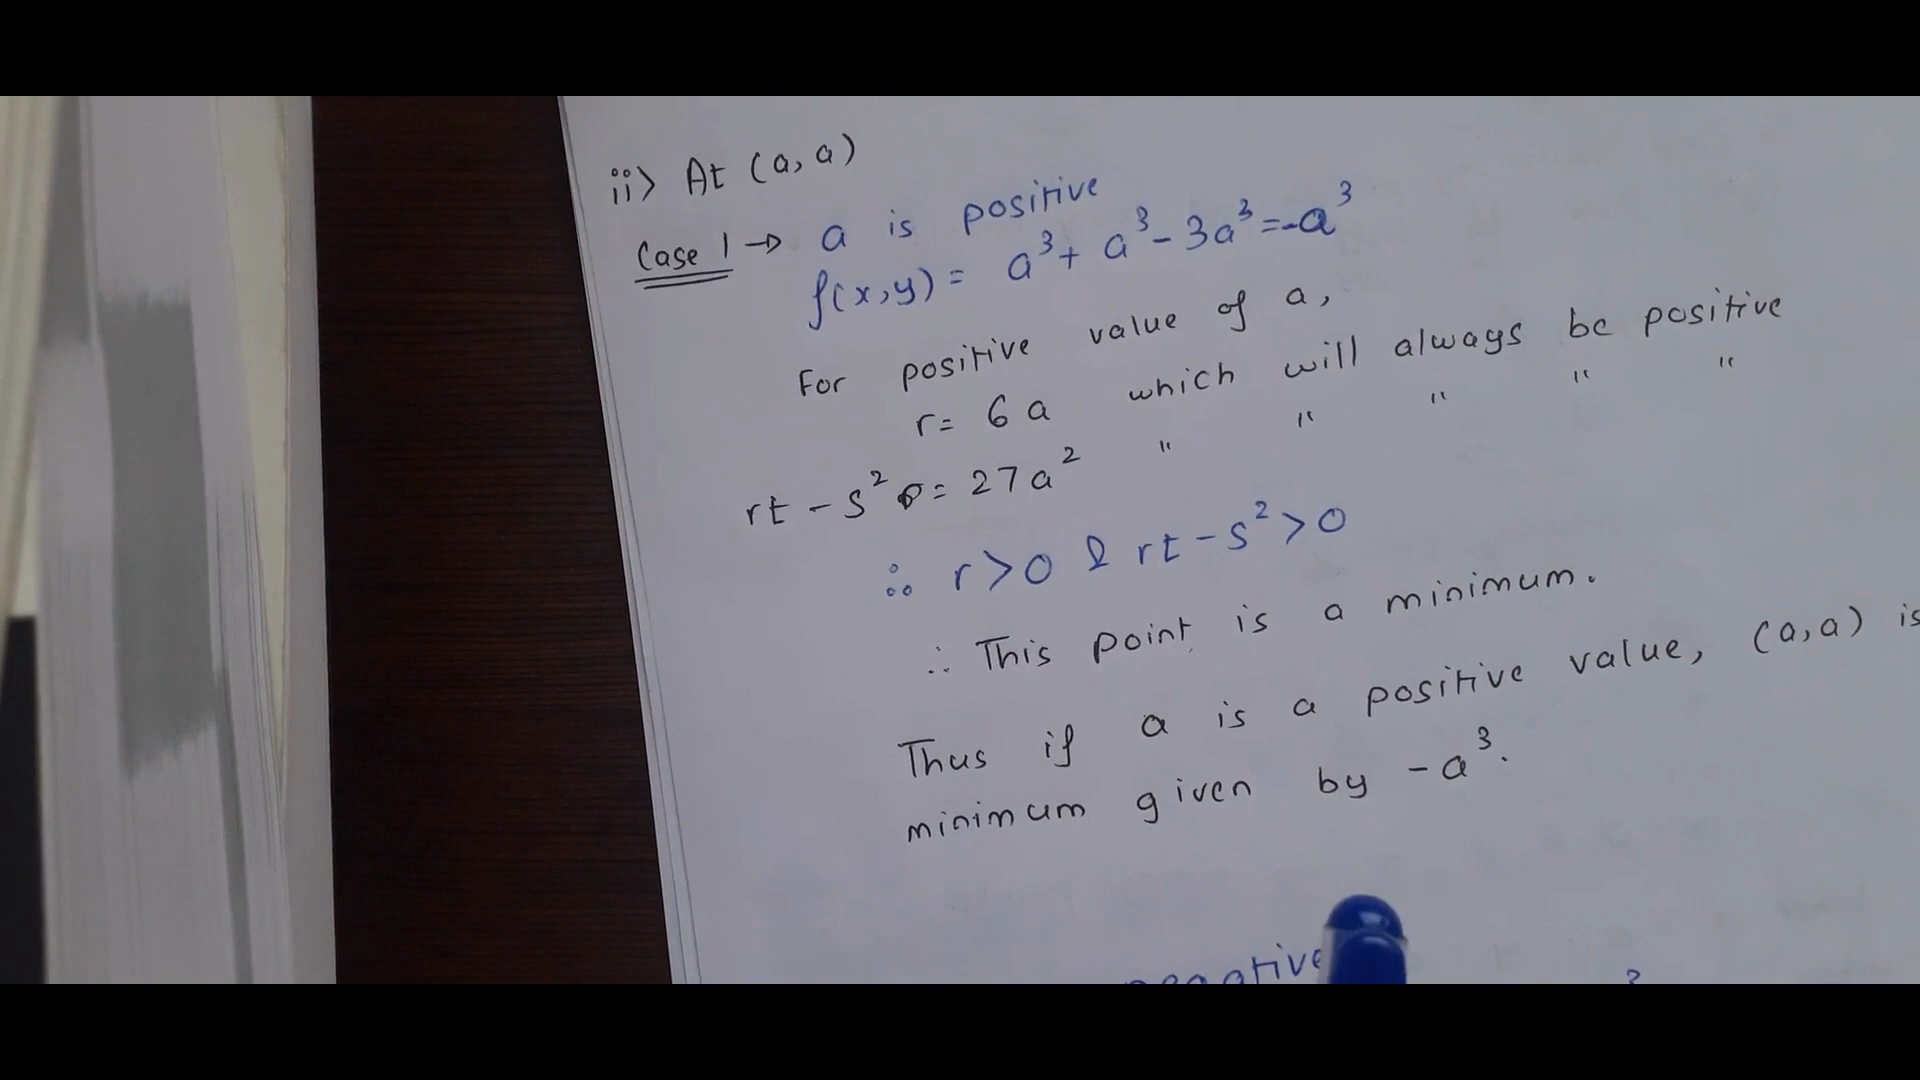 ii> At (a, a)
Case 1 → a is positive
f(x,y) = a³ + a³ - 3a³ = -a³
For positive value of a,
r = 6 a which will always be positive
rt - s² = 27a² " " " " "
∴ r>0 & rt - s² > 0
∴ This point is a minimum.
Thus if a is a positive value, (a,a) is
minimum given by -a³.
negative